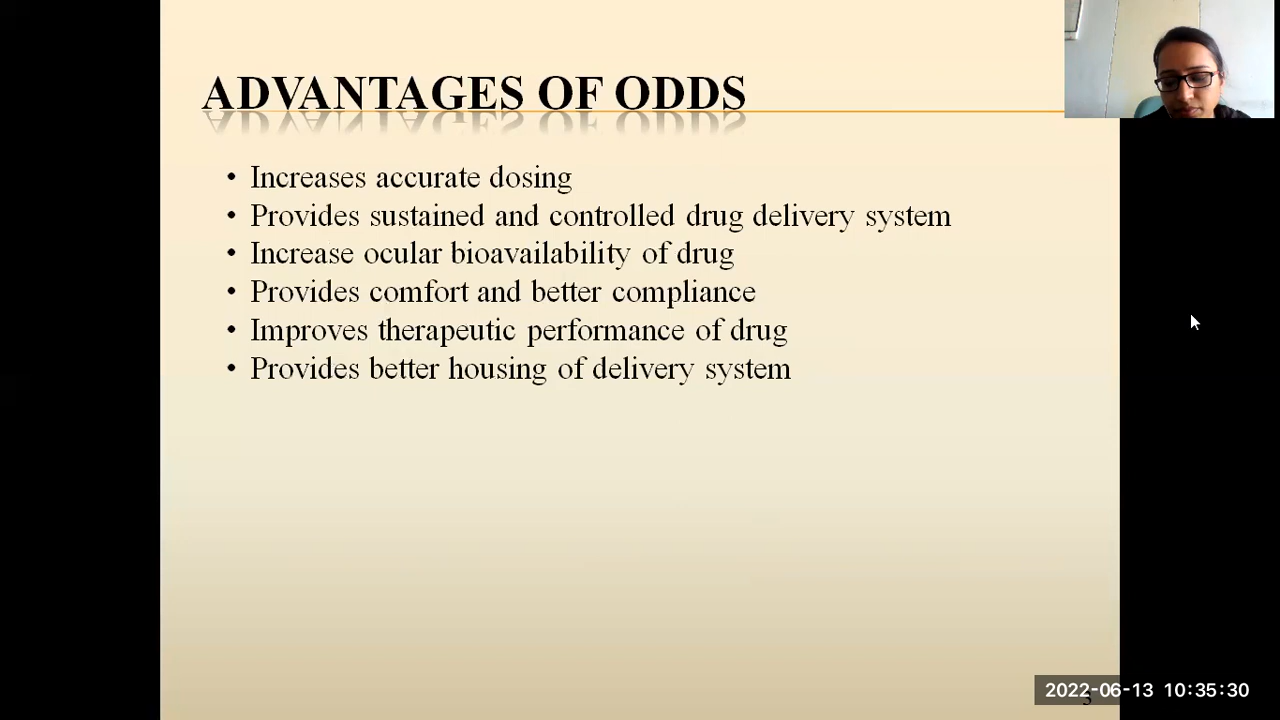 ADVANTAGES OF ODDS
• Increases accurate dosing
• Provides sustained and controlled drug delivery system
• Increase ocular bioavailability of drug
• Provides comfort and better compliance
• Improves therapeutic performance of drug
• Provides better housing of delivery system
2022-06-13 10:35:30